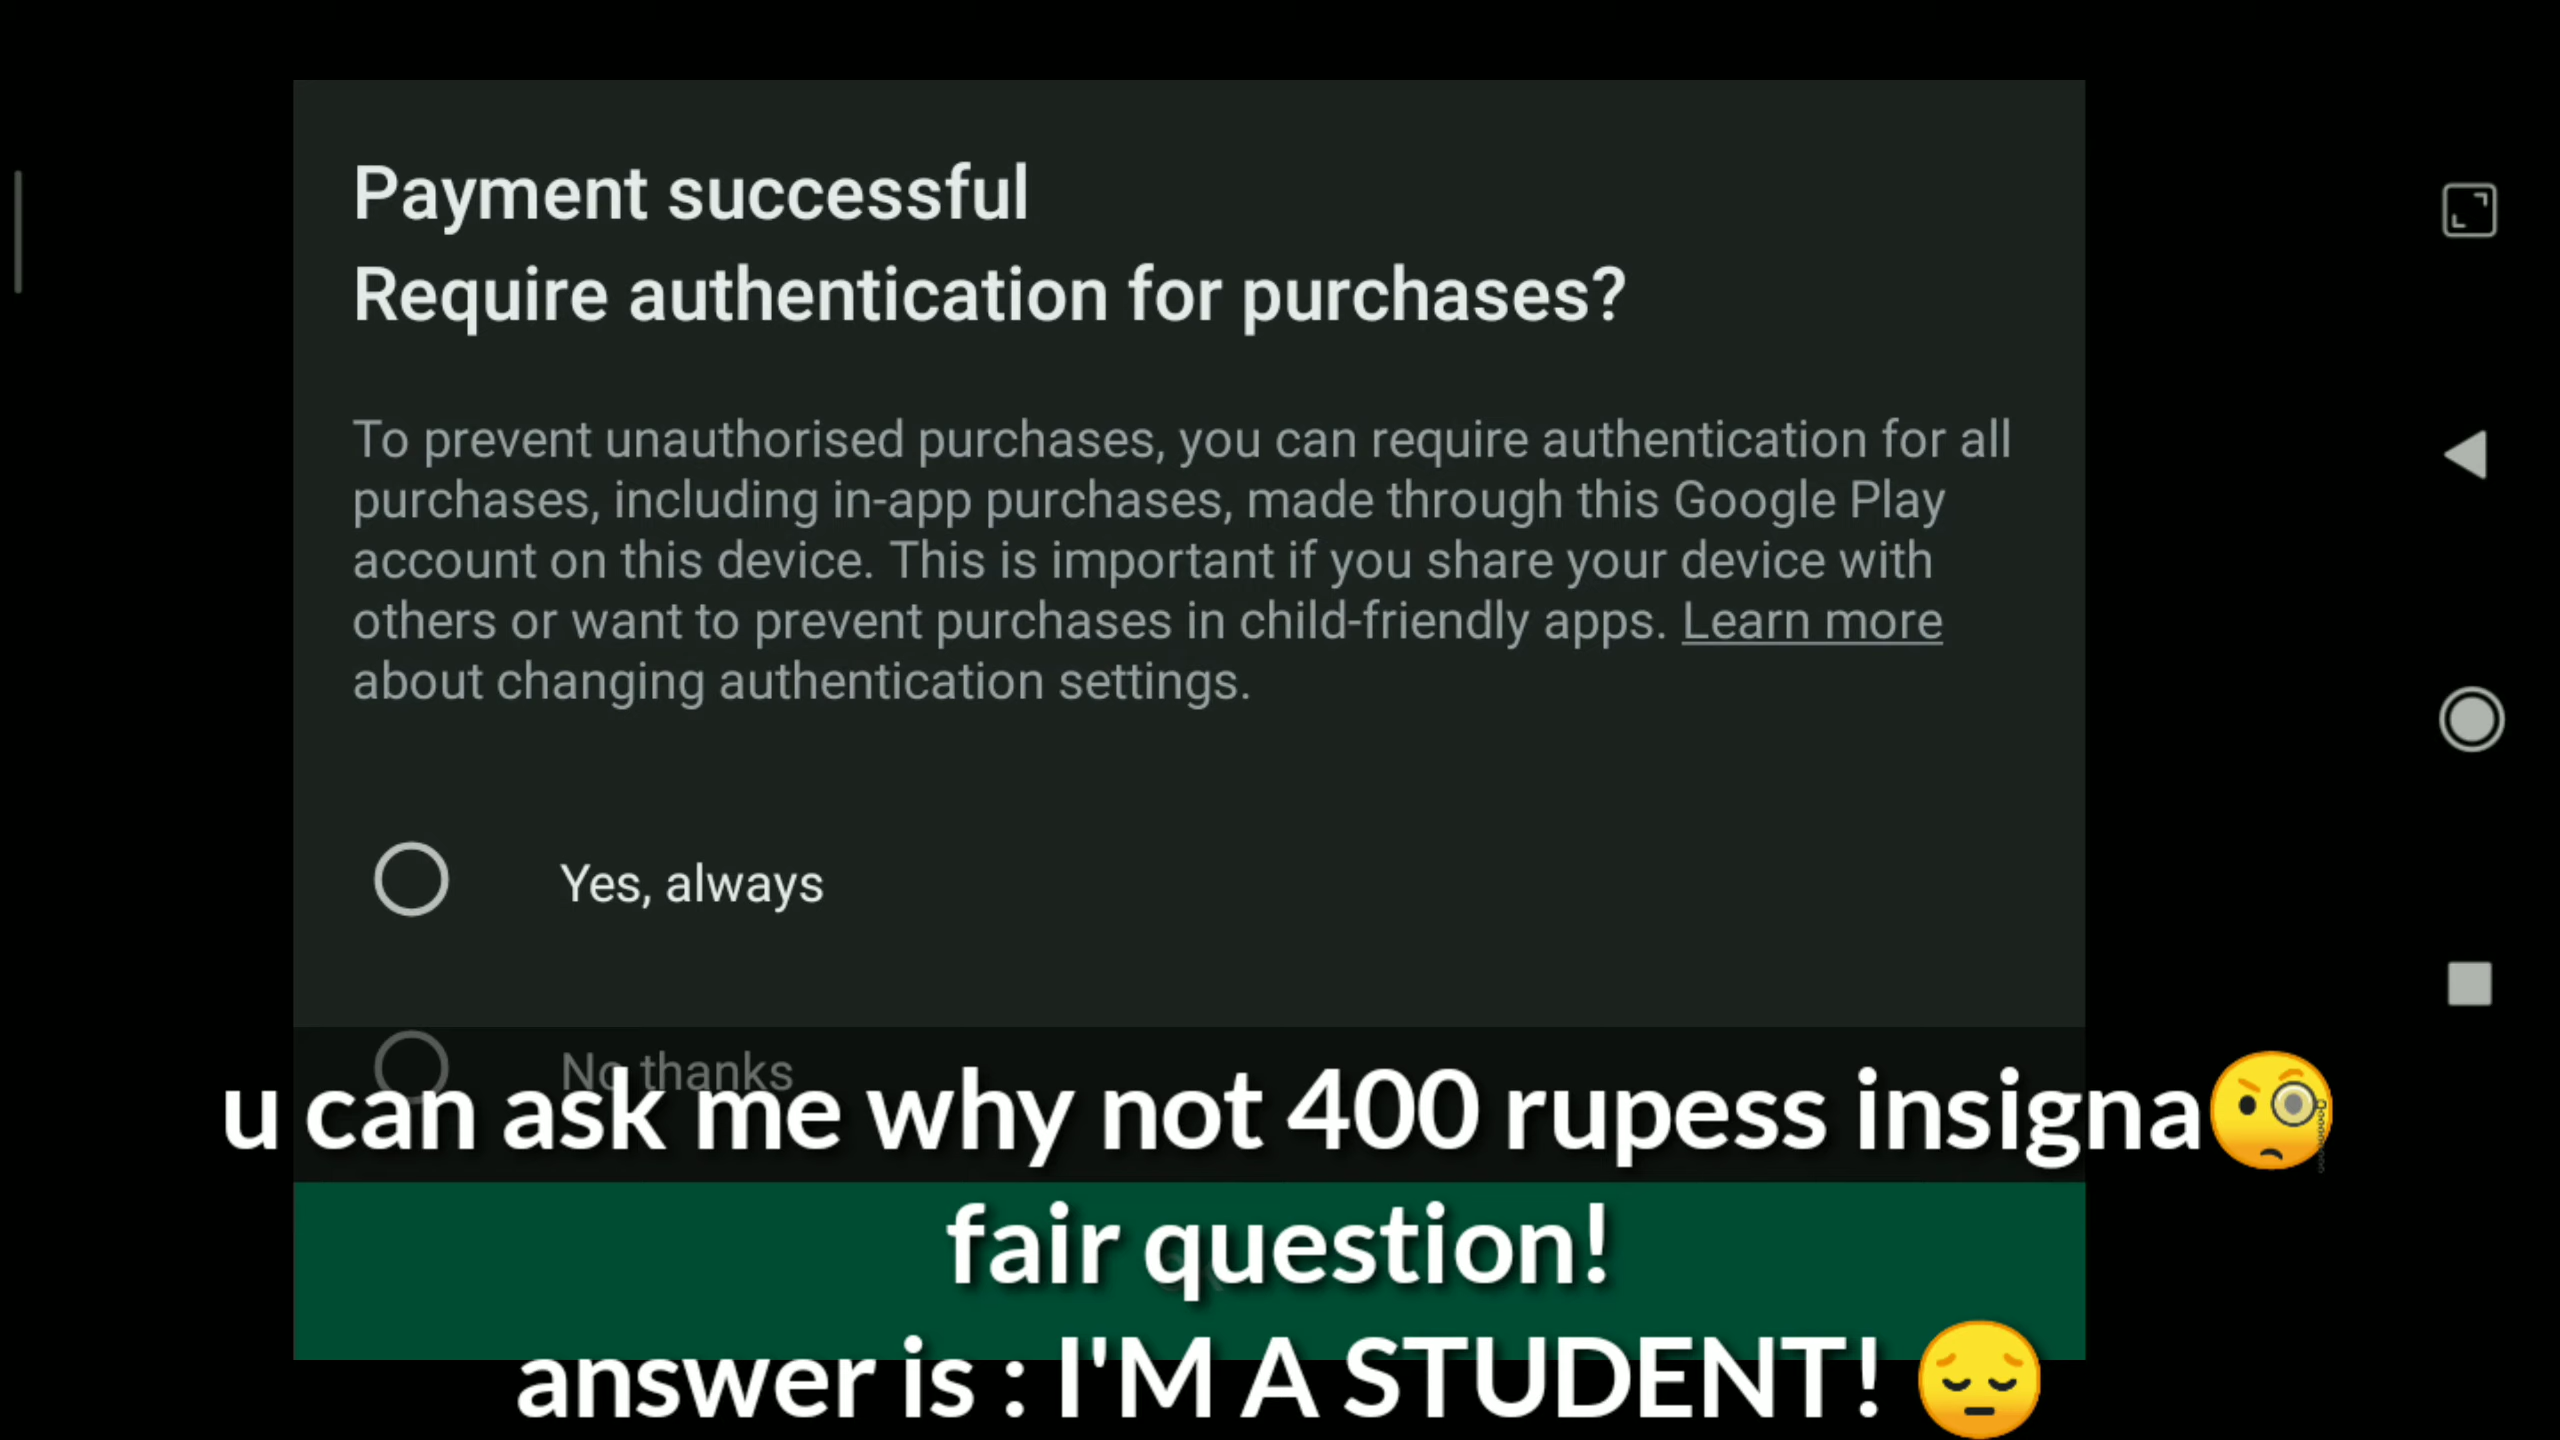 Payment successful
Require authentication for purchases?
To prevent unauthorised purchases, you can require authentication for all
purchases, including in-app purchases, made through this Google Play
account on this device. This is important if you share your device with
others or want to prevent purchases in child-friendly apps. Learn more
about changing authentication settings.
Yes, always
No thanks
u can ask me why not 400 rupess insigna🧐
fair question!
answer is : I'M A STUDENT! 😔